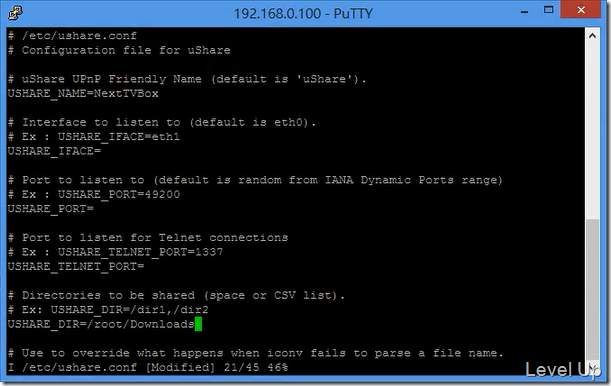 192.168.0.100 - PuTTY
# /etc/ushare.conf
# Configuration file for uShare
# uShare UPnP Friendly Name (default is 'uShare').
USHARE_NAME=NextTVBox
# Interface to listen to (default is eth0).
# Ex : USHARE_IFACE=eth1
USHARE_IFACE=
# Port to listen to (default is random from IANA Dynamic Ports range)
# Ex : USHARE_PORT=49200
USHARE_PORT=
# Port to listen for Telnet connections
# Ex : USHARE_TELNET_PORT=1337
USHARE_TELNET_PORT=
# Directories to be shared (space or CSV list).
# Ex: USHARE_DIR=/dir1,/dir2
USHARE_DIR=/root/Downloads
# Use to override what happens when iconv fails to parse a file name.
I /etc/ushare.conf [Modified] 21/45 46%
Level Up